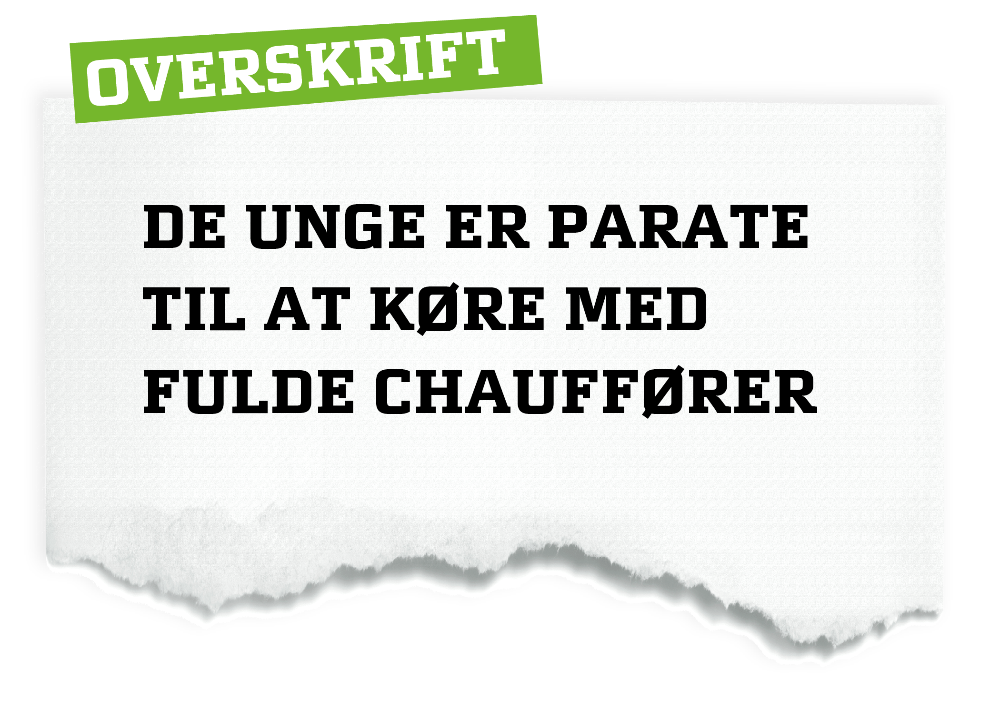 OVERSKRIFT
DE UNGE ER PARATE
TIL AT KØRE MED
FULDE CHAUFFØRER